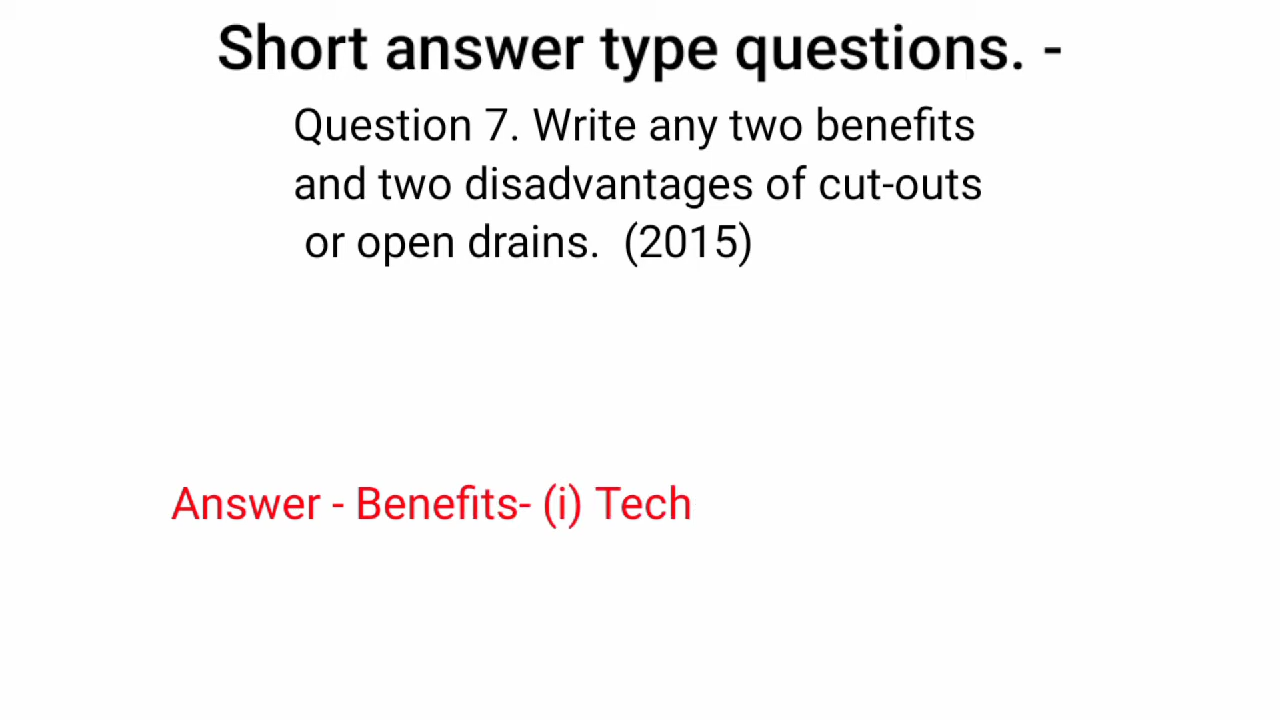 Short answer type questions. -
Question 7. Write any two benefits
and two disadvantages of cut-outs
or open drains. (2015)
Answer - Benefits- (i) Tech